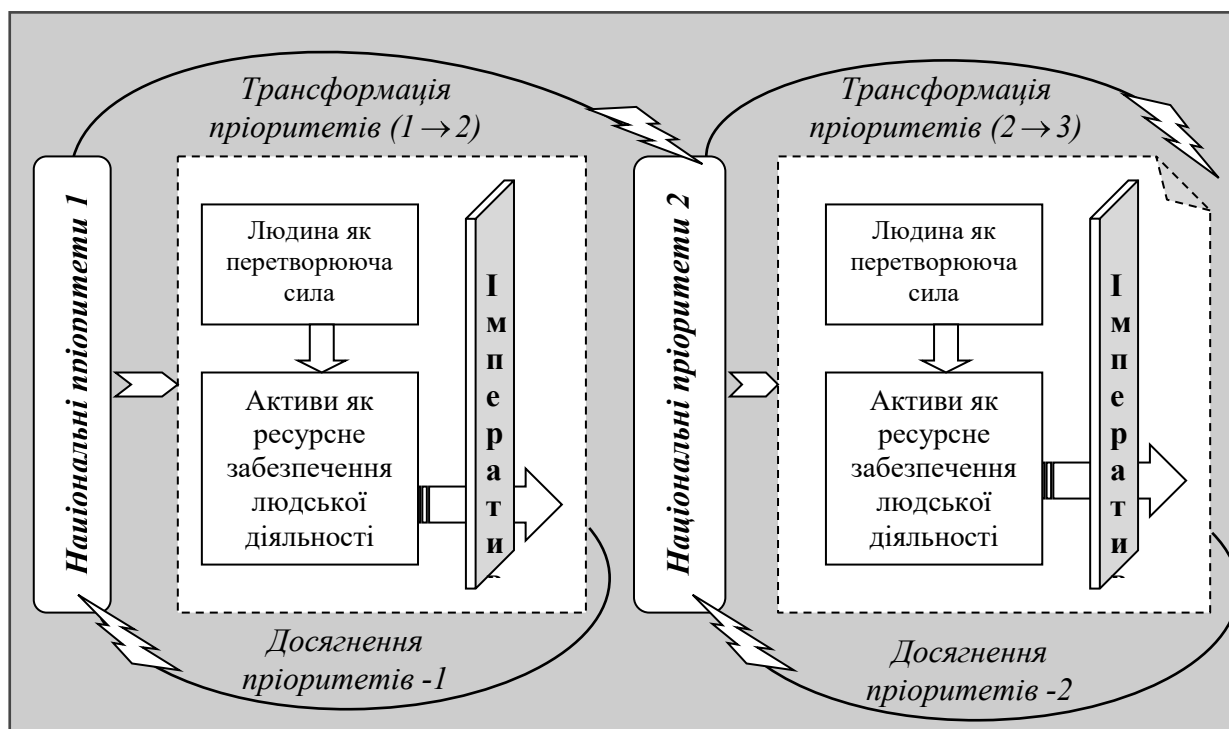 Трансформація
пріоритетів (1→2)
Трансформація
пріоритетів (2→3)
Національні пріоритети 1
Людина як
перетворююча
сила
Активи як
ресурсне
забезпечення
людської
діяльності
І
м
п
е
р
а
т
и
Національні пріоритети 2
Людина як
перетворююча
сила
Активи як
ресурсне
забезпечення
людської
діяльності
І
м
п
е
р
а
т
и
Досягнення
пріоритетів -1
Досягнення
пріоритетів -2